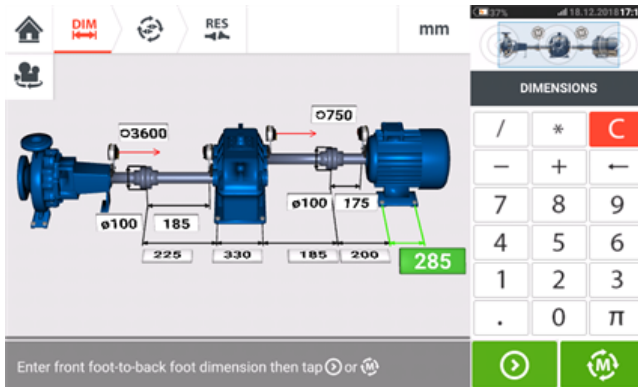 DIM
RES
mm
37%
18.12.2018 17:1
DIMENSIONS
3600
750
ø100
185
ø100
175
225
330
185
200
285
/ * C
− + ←
7 8 9
4 5 6
1 2 3
. 0 π
M
Enter front foot-to-back foot dimension then tap or M